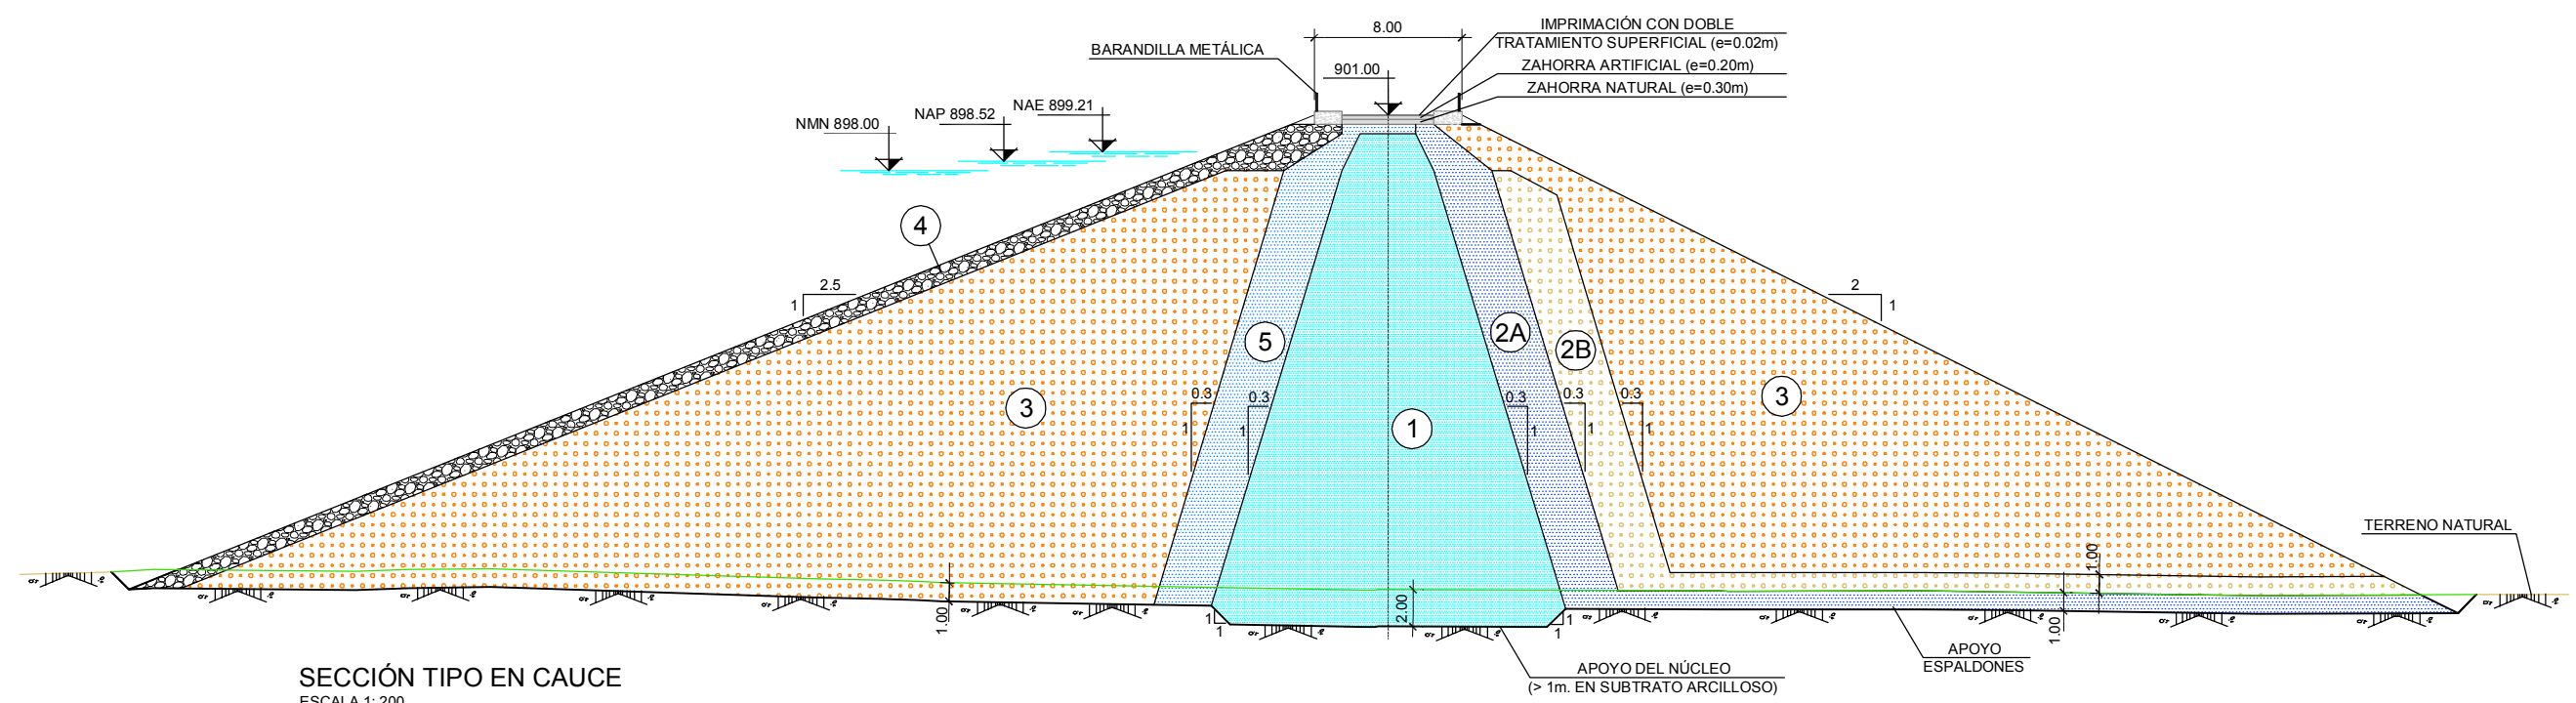 8.00
IMPRIMACIÓN CON DOBLE
TRATAMIENTO SUPERFICIAL (e=0.02m)
BARANDILLA METÁLICA
901.00
ZAHORRA ARTIFICIAL (e=0.20m)
ZAHORRA NATURAL (e=0.30m)
NMN 898.00
NAP 898.52
NAE 899.21
4
2.5
1
2
1
5
2A
2B
3
0.3
1
0.3
1
1
0.3
1
0.3
1
0.3
1
3
TERRENO NATURAL
1.00
1.00
2.00
1.00
1
1
1
1
APOYO DEL NÚCLEO
(> 1m. EN SUBTRATO ARCILLOSO)
APOYO
ESPALDONES
SECCIÓN TIPO EN CAUCE
ESCALA 1: 200